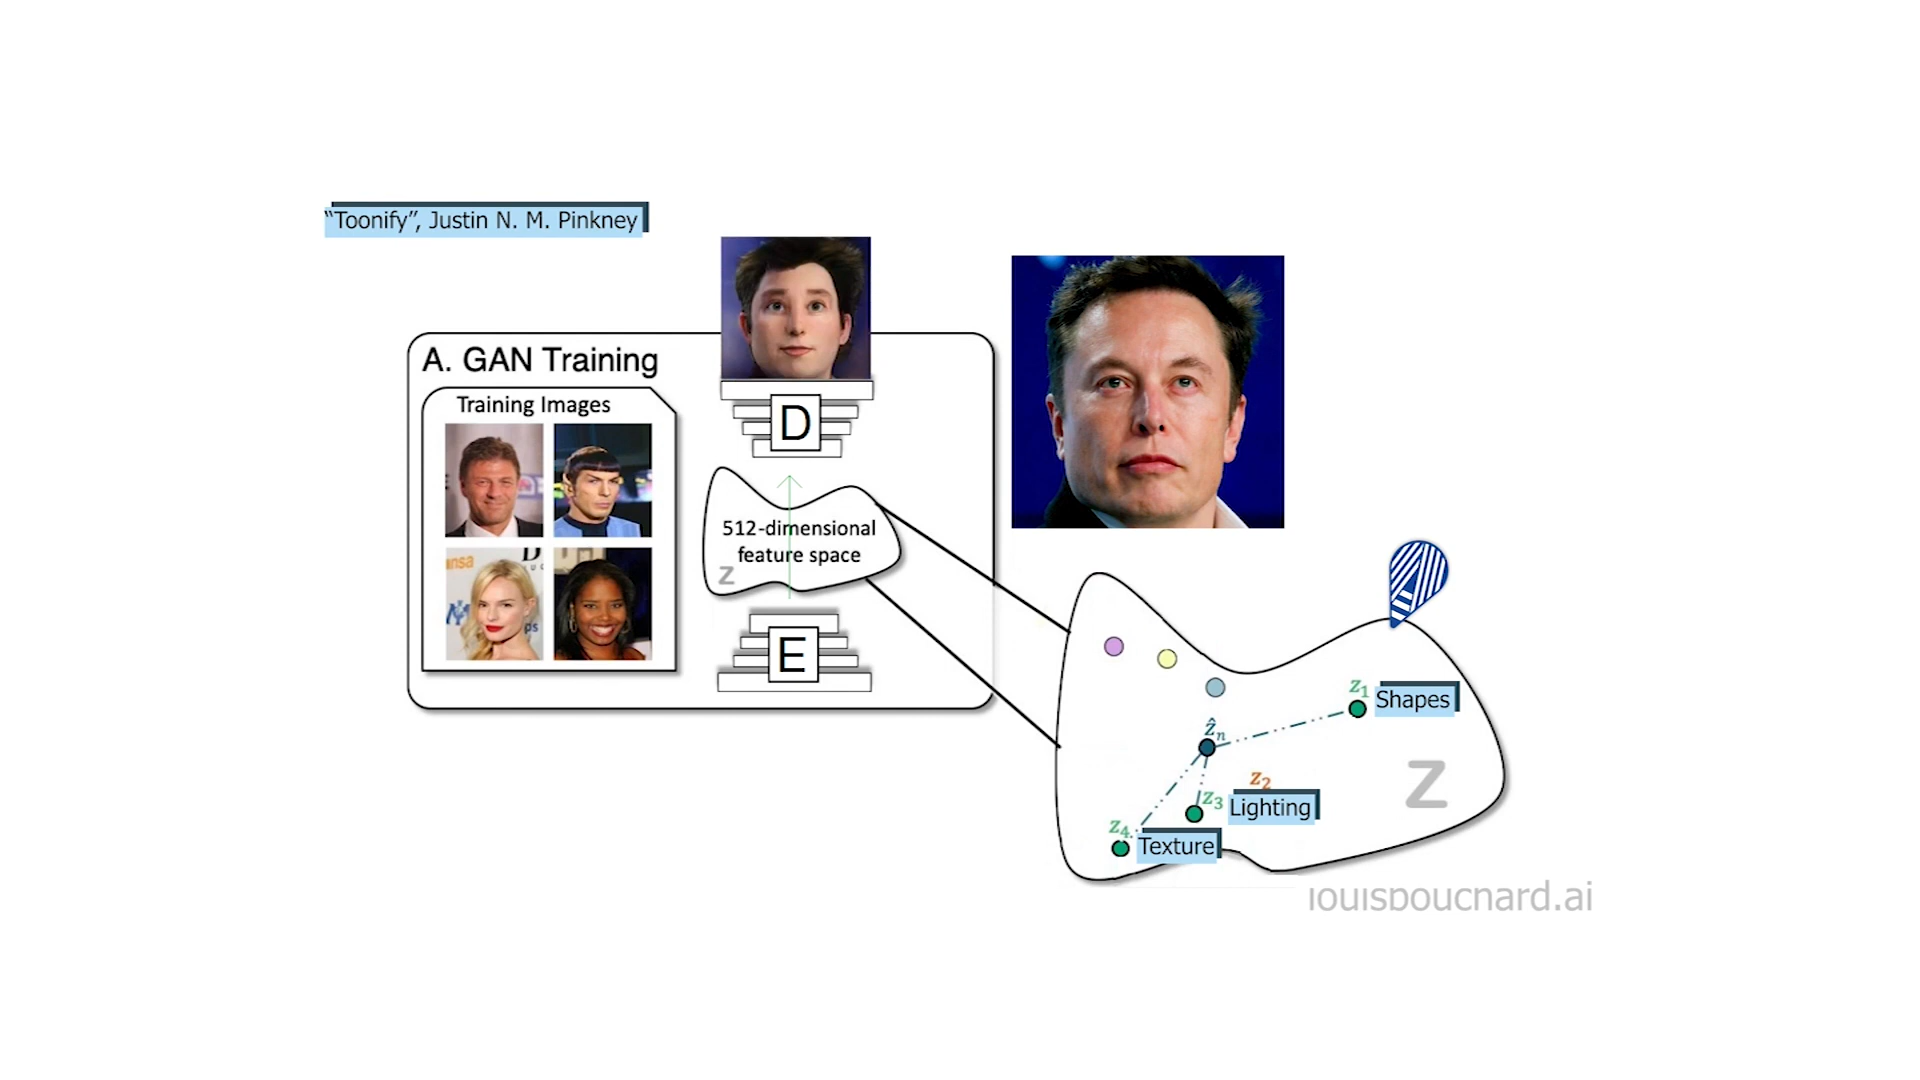 “Toonify”, Justin N. M. Pinkney
A. GAN Training
Training Images
D
512-dimensional
feature space
Z
E
z1
Shapes
ẑn
z2
z3
Lighting
z4
Texture
Z
louisbouchard.ai